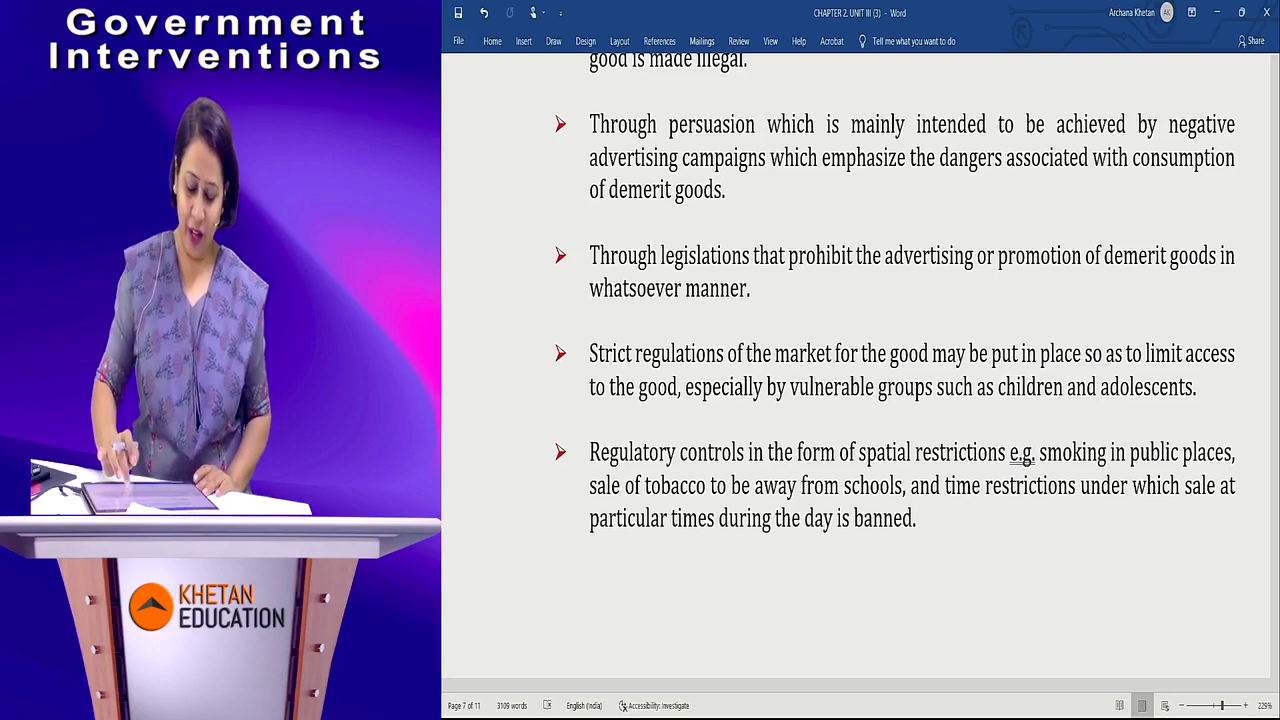 Government
Interventions
KHETAN
EDUCATION
CHAPTER 2. UNIT III (3) - Word
Archana Khetan
AK
File Home Insert Draw Design Layout References Mailings Review View Help Acrobat Tell me what you want to do
Share
good is made illegal.
Through persuasion which is mainly intended to be achieved by negative
advertising campaigns which emphasize the dangers associated with consumption
of demerit goods.
Through legislations that prohibit the advertising or promotion of demerit goods in
whatsoever manner.
Strict regulations of the market for the good may be put in place so as to limit access
to the good, especially by vulnerable groups such as children and adolescents.
Regulatory controls in the form of spatial restrictions e.g. smoking in public places,
sale of tobacco to be away from schools, and time restrictions under which sale at
particular times during the day is banned.
Page 7 of 11 3109 words English (India) Accessibility: Investigate
229%